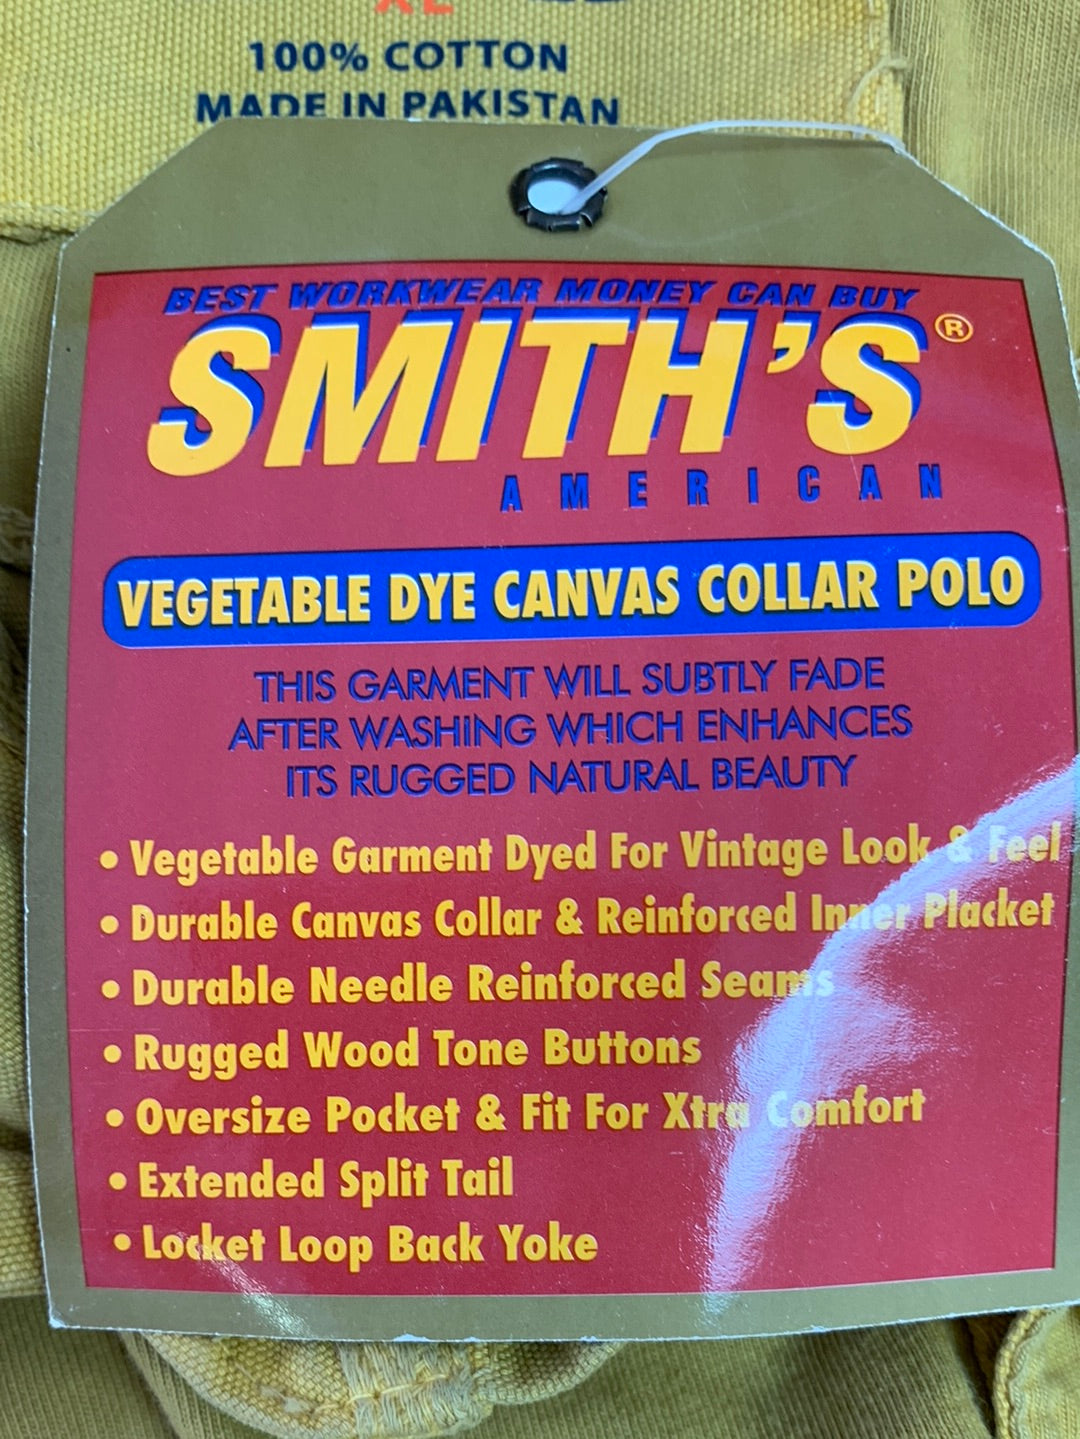 XL
100% COTTON
MADE IN PAKISTAN
BEST WORKWEAR MONEY CAN BUY
SMITH'S®
AMERICAN
VEGETABLE DYE CANVAS COLLAR POLO
THIS GARMENT WILL SUBTLY FADE
AFTER WASHING WHICH ENHANCES
ITS RUGGED NATURAL BEAUTY
• Vegetable Garment Dyed For Vintage Look & Feel
• Durable Canvas Collar & Reinforced Inner Placket
• Durable Needle Reinforced Seams
• Rugged Wood Tone Buttons
• Oversize Pocket & Fit For Xtra Comfort
• Extended Split Tail
• Locket Loop Back Yoke